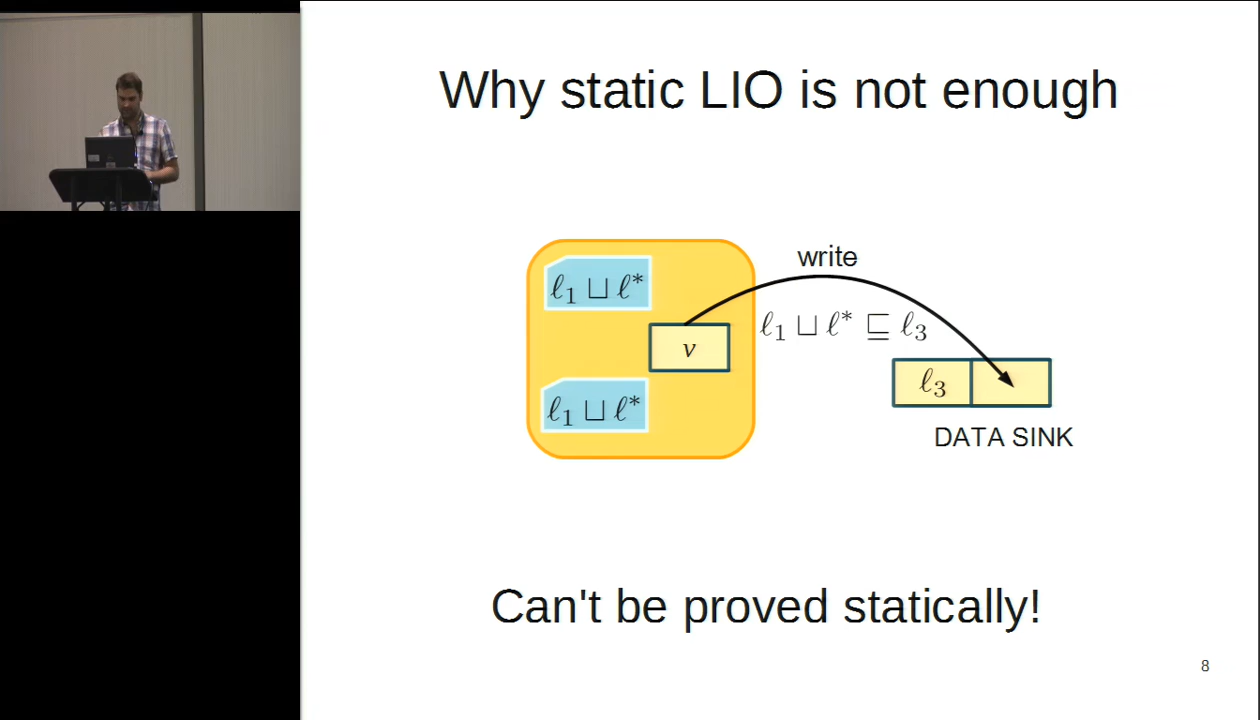 Why static LIO is not enough
write
ℓ₁ ⊔ ℓ*
ℓ₁ ⊔ ℓ* ⊑ ℓ₃
v
ℓ₃
ℓ₁ ⊔ ℓ*
DATA SINK
Can't be proved statically!
8